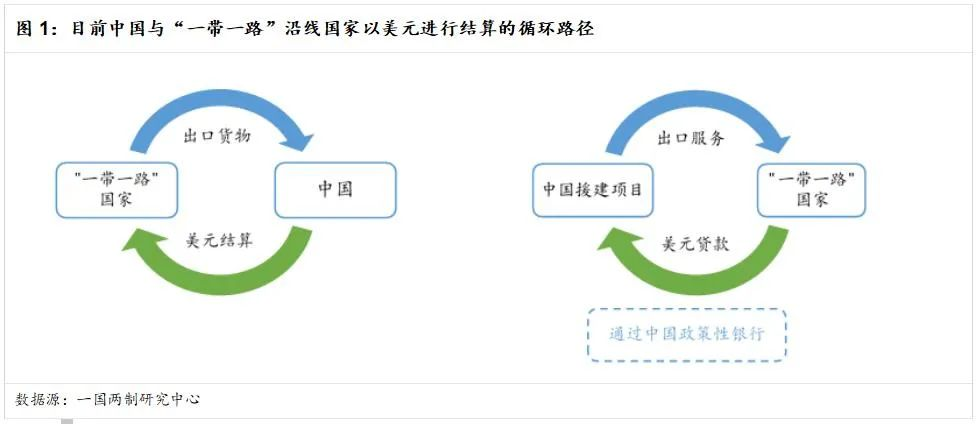 图 1：目前中国与“一带一路”沿线国家以美元进行结算的循环路径
出口货物
"一带一路"
国家
中国
美元结算
出口服务
中国援建项目
"一带一路"
国家
美元贷款
通过中国政策性银行
数据源：一国两制研究中心